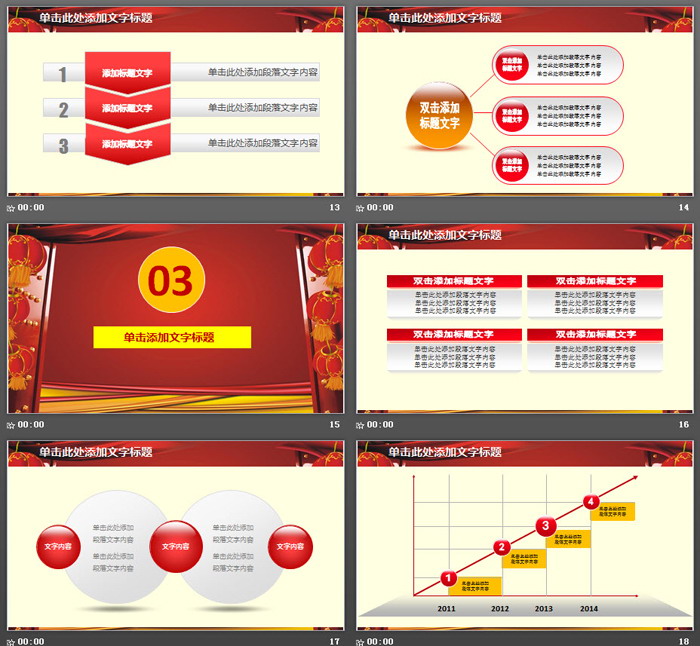 单击此处添加文字标题
1 添加标题文字 单击此处添加段落文字内容
2 添加标题文字 单击此处添加段落文字内容
3 添加标题文字 单击此处添加段落文字内容
00:00 13
单击此处添加文字标题
双击添加
标题文字
双击添加
标题文字
单击此处添加段落文字内容
单击此处添加段落文字内容
单击此处添加段落文字内容
双击添加
标题文字
单击此处添加段落文字内容
单击此处添加段落文字内容
单击此处添加段落文字内容
双击添加
标题文字
单击此处添加段落文字内容
单击此处添加段落文字内容
单击此处添加段落文字内容
00:00 14
03
单击添加文字标题
00:00 15
单击此处添加文字标题
双击添加标题文字
单击此处添加段落文字内容
单击此处添加段落文字内容
单击此处添加段落文字内容
双击添加标题文字
单击此处添加段落文字内容
单击此处添加段落文字内容
单击此处添加段落文字内容
双击添加标题文字
单击此处添加段落文字内容
单击此处添加段落文字内容
单击此处添加段落文字内容
双击添加标题文字
单击此处添加段落文字内容
单击此处添加段落文字内容
单击此处添加段落文字内容
00:00 16
单击此处添加文字标题
文字内容
单击此处添加
段落文字内容
单击此处添加
段落文字内容
文字内容
单击此处添加
段落文字内容
单击此处添加
段落文字内容
文字内容
00:00 17
单击此处添加文字标题
4
单击此处添加
段落文字内容
3
单击此处添加
段落文字内容
2
单击此处添加
段落文字内容
1
单击此处添加
段落文字内容
2011 2012 2013 2014
00:00 18